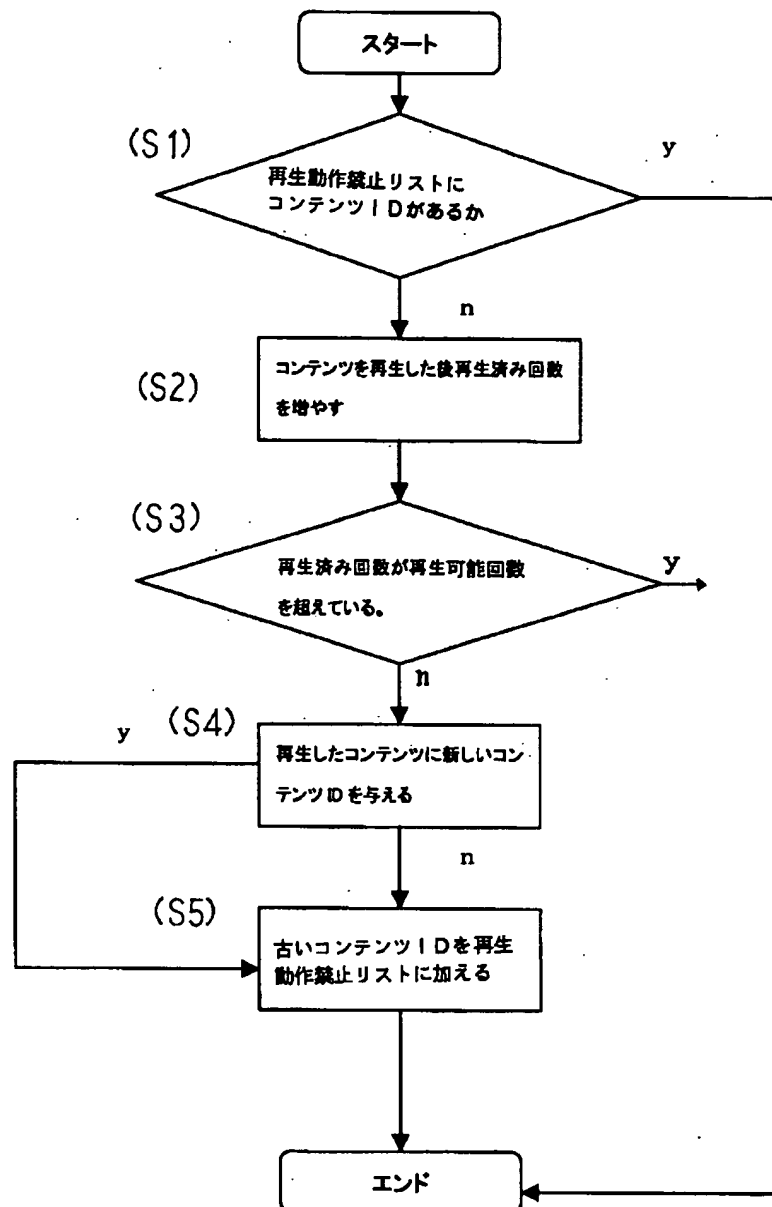 スタート
(S1)
y
再生動作禁止リストに
コンテンツIDがあるか
n
(S2)
コンテンツを再生した後再生済み回数
を増やす
(S3)
再生済み回数が再生可能回数
を超えている。
y
n
(S4)
y
再生したコンテンツに新しいコン
テンツIDを与える
n
(S5)
古いコンテンツIDを再生
動作禁止リストに加える
エンド